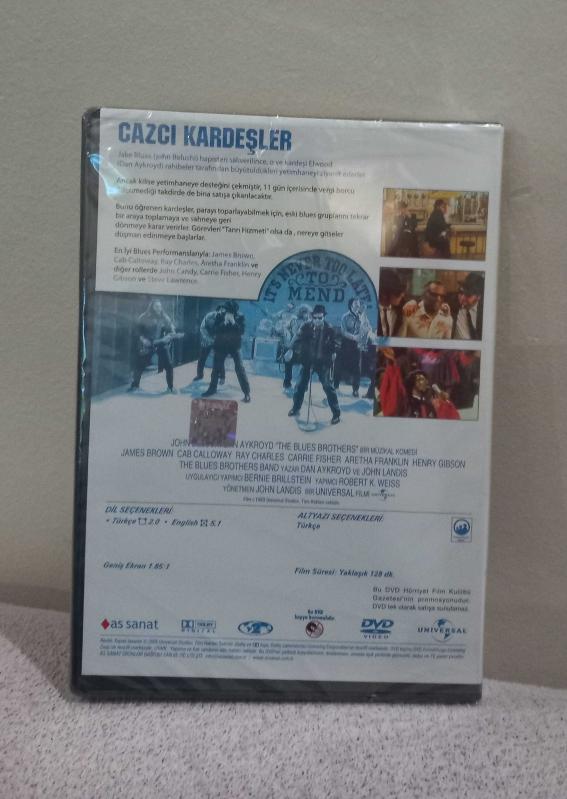 CAZCI KARDEŞLER
Jake Blues (John Belushi) hapisten salıverilince, o ve kardeşi Elwood
(Dan Aykroyd) rahibeler tarafından büyütüldükleri yetimhaneyi ziyaret ederler.
Ancak kilise yetimhaneye desteğini çekmiştir, 11 gün içerisinde vergi borcu
ödenmediği takdirde de bina satışa çıkarılacaktır.
Bunu öğrenen kardeşler, parayı toparlayabilmek için, eski blues gruplarını tekrar
bir araya toplamaya ve sahneye geri
dönmeye karar verirler. Görevleri "Tanrı Hizmeti" olsa da , nereye gitseler
düşman edinmeye başlarlar.
En İyi Blues Performanslarıyla; James Brown,
Cab Calloway, Ray Charles, Aretha Franklin ve
diğer rollerde John Candy, Carrie Fisher, Henry
Gibson ve Steve Lawrence.
IT'S NEVER TOO LATE
TO
MEND
JOHN AYKROYD "THE BLUES BROTHERS" BİR MÜZİKAL KOMEDİ
JAMES BROWN CAB CALLOWAY RAY CHARLES CARRIE FISHER ARETHA FRANKLIN HENRY GIBSON
THE BLUES BROTHERS BAND YAZAR DAN AYKROYD VE JOHN LANDIS
UYGULAYICI YAPIMCI BERNIE BRILLSTEIN YAPIMCI ROBERT K. WEISS
YÖNETMEN JOHN LANDIS BİR UNIVERSAL FİLMİ
DİL SEÇENEKLERİ:
• Türkçe 2.0 • English 5.1
ALTYAZI SEÇENEKLERİ:
Türkçe
Geniş Ekran 1.85:1
Film Süresi: Yaklaşık 128 dk.
Bu DVD Hürriyet Film Kulübü
Gazetesi'nin promosyonudur.
DVD tek olarak satışa sunulamaz.
as sanat
DOLBY
DIGITAL
2
Bu DVD
DVD
VIDEO
UNIVERSAL